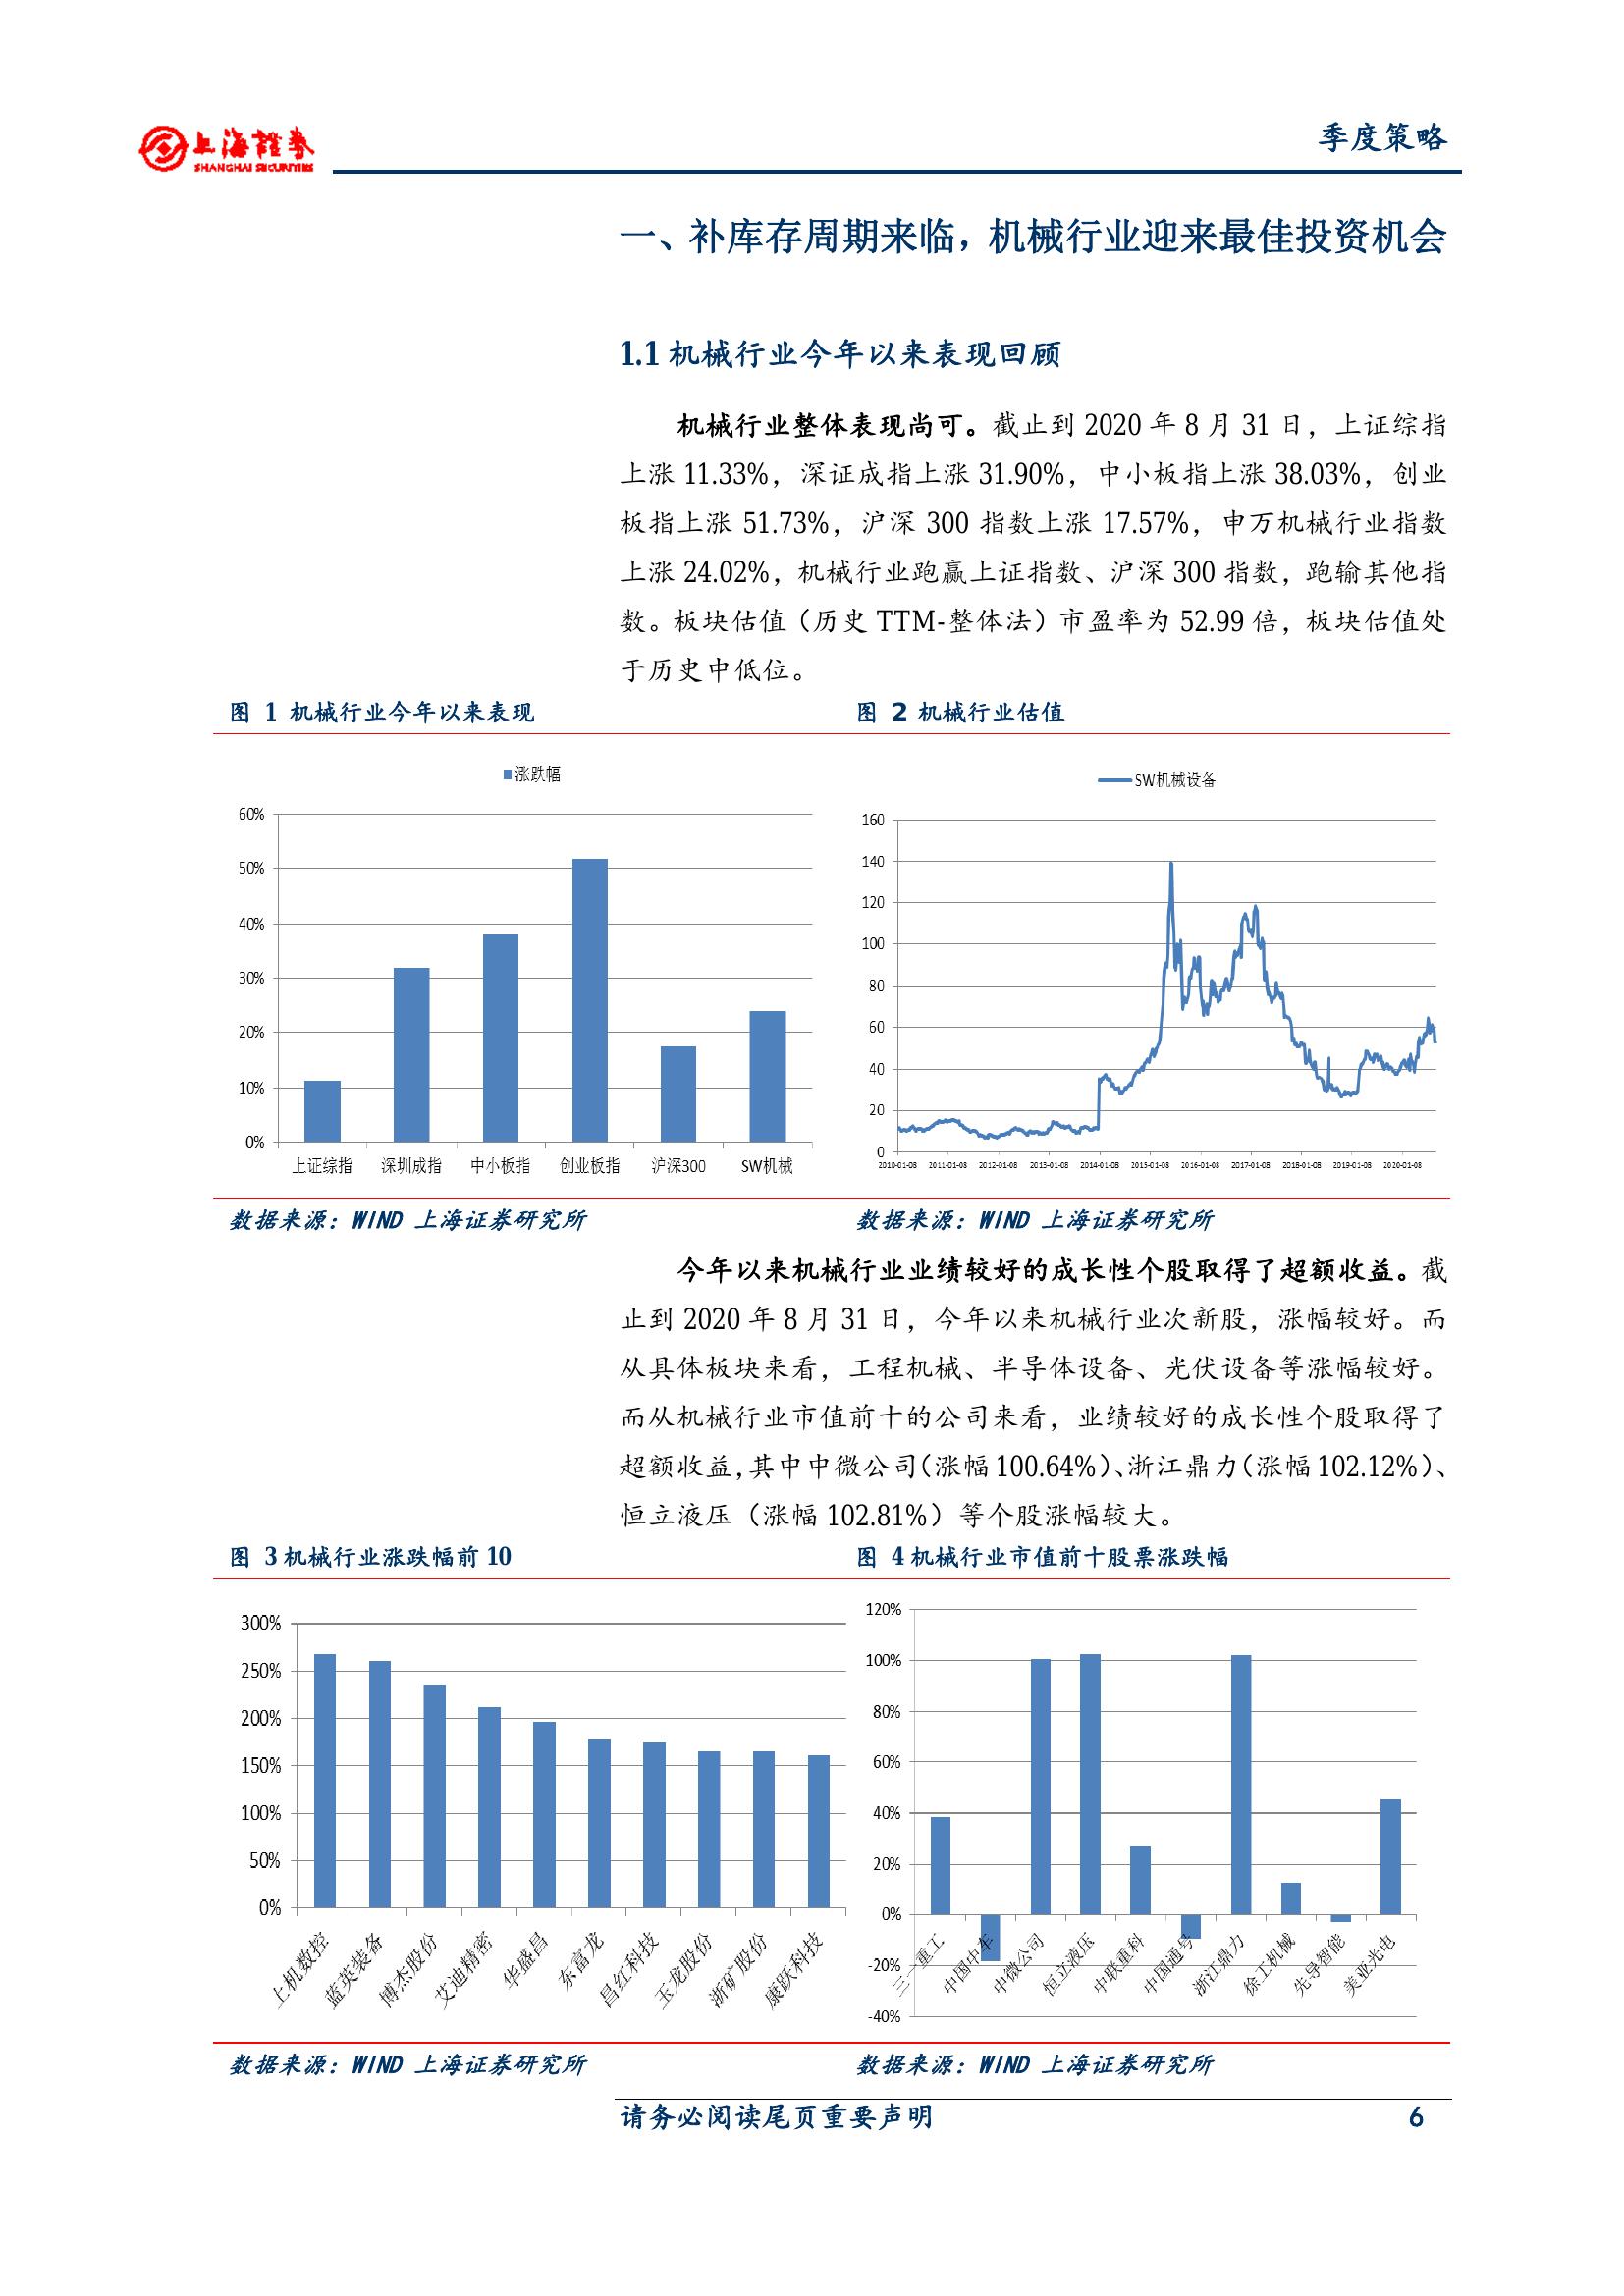 上海證券
SHANGHAI SECURITIES
季度策略
一、补库存周期来临，机械行业迎来最佳投资机会
1.1 机械行业今年以来表现回顾
机械行业整体表现尚可。截止到 2020 年 8 月 31 日，上证综指
上涨 11.33%，深证成指上涨 31.90%，中小板指上涨 38.03%，创业
板指上涨 51.73%，沪深 300 指数上涨 17.57%，申万机械行业指数
上涨 24.02%，机械行业跑赢上证指数、沪深 300 指数，跑输其他指
数。板块估值（历史 TTM-整体法）市盈率为 52.99 倍，板块估值处
于历史中低位。
图 1 机械行业今年以来表现
涨跌幅
60%
50%
40%
30%
20%
10%
0%
上证综指 深圳成指 中小板指 创业板指 沪深300 SW机械
数据来源：WIND 上海证券研究所
图 2 机械行业估值
SW机械设备
160
140
120
100
80
60
40
20
0
2010-01-08 2011-01-08 2012-01-08 2013-01-08 2014-01-08 2015-01-08 2016-01-08 2017-01-08 2018-01-08 2019-01-08 2020-01-08
数据来源：WIND 上海证券研究所
今年以来机械行业业绩较好的成长性个股取得了超额收益。截
止到 2020 年 8 月 31 日，今年以来机械行业次新股，涨幅较好。而
从具体板块来看，工程机械、半导体设备、光伏设备等涨幅较好。
而从机械行业市值前十的公司来看，业绩较好的成长性个股取得了
超额收益，其中中微公司（涨幅 100.64%）、浙江鼎力（涨幅 102.12%）、
恒立液压（涨幅 102.81%）等个股涨幅较大。
图 3 机械行业涨跌幅前 10
300%
250%
200%
150%
100%
50%
0%
上机数控 蓝英装备 博杰股份 艾迪精密 华盛昌 东富龙 昌红科技 玉龙股份 浙矿股份 康跃科技
数据来源：WIND 上海证券研究所
图 4 机械行业市值前十股票涨跌幅
120%
100%
80%
60%
40%
20%
0%
-20%
-40%
三一重工 中国中车 中微公司 恒立液压 中联重科 中国通号 浙江鼎力 徐工机械 先导智能 美亚光电
数据来源：WIND 上海证券研究所
请务必阅读尾页重要声明
6